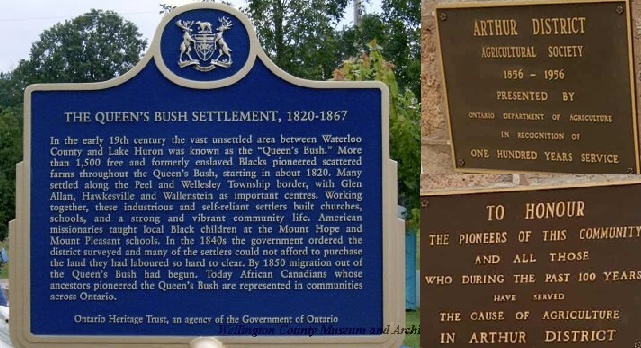 THE QUEEN'S BUSH SETTLEMENT, 1820-1867
In the early 19th century the vast unsettled area between Waterloo
County and Lake Huron was known as the "Queen's Bush." More
than 1,500 free and formerly enslaved Blacks pioneered scattered
farms throughout the Queen's Bush, starting in about 1820. Many
settled along the Peel and Wellesley Township border, with Glen
Allan, Hawkesville and Wallenstein as important centres. Working
together, these industrious and self-reliant settlers built churches,
schools, and a strong and vibrant community life. American
missionaries taught local Black children at the Mount Hope and
Mount Pleasant schools. In the 1840s the government ordered the
district surveyed and many of the settlers could not afford to purchase
the land they had laboured so hard to clear. By 1850 migration out of
the Queen's Bush had begun. Today African Canadians whose
ancestors pioneered the Queen's Bush are represented in communities
across Ontario.
Ontario Heritage Trust, an agency of the Government of Ontario
Wellington County Museum and Archi
ARTHUR DISTRICT
AGRICULTURAL SOCIETY
1856 - 1956
PRESENTED BY
ONTARIO DEPARTMENT OF AGRICULTURE
IN RECOGNITION OF
ONE HUNDRED YEARS SERVICE
TO HONOUR
THE PIONEERS OF THIS COMMUNITY
AND ALL THOSE
WHO DURING THE PAST 100 YEARS
HAVE SERVED
THE CAUSE OF AGRICULTURE
IN ARTHUR DISTRICT